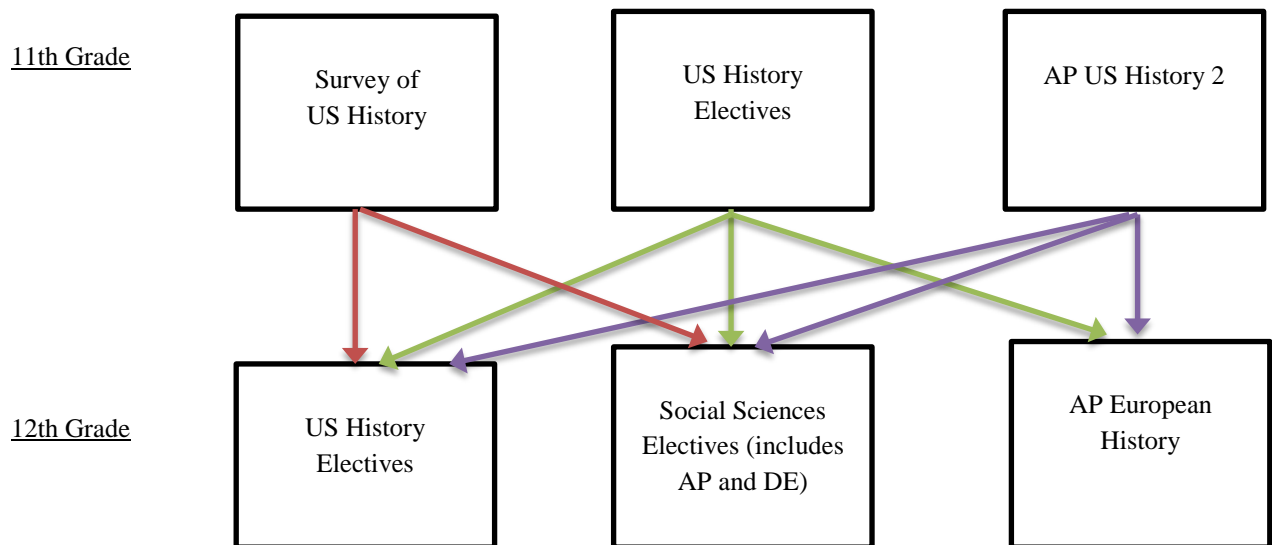 11th Grade
Survey of
US History
US History
Electives
AP US History 2
12th Grade
US History
Electives
Social Sciences
Electives (includes
AP and DE)
AP European
History